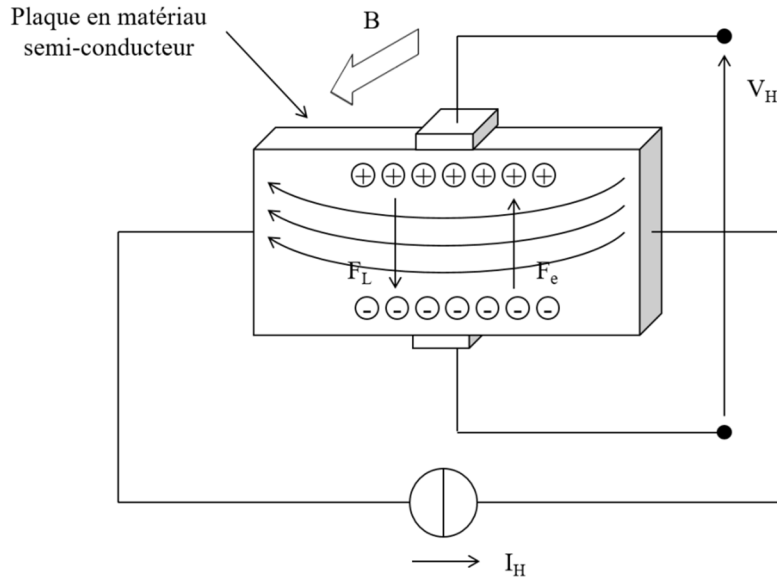 Plaque en matériau
semi-conducteur
B
V_H
+ + + + + + +
F_L
F_e
- - - - - - -
I_H